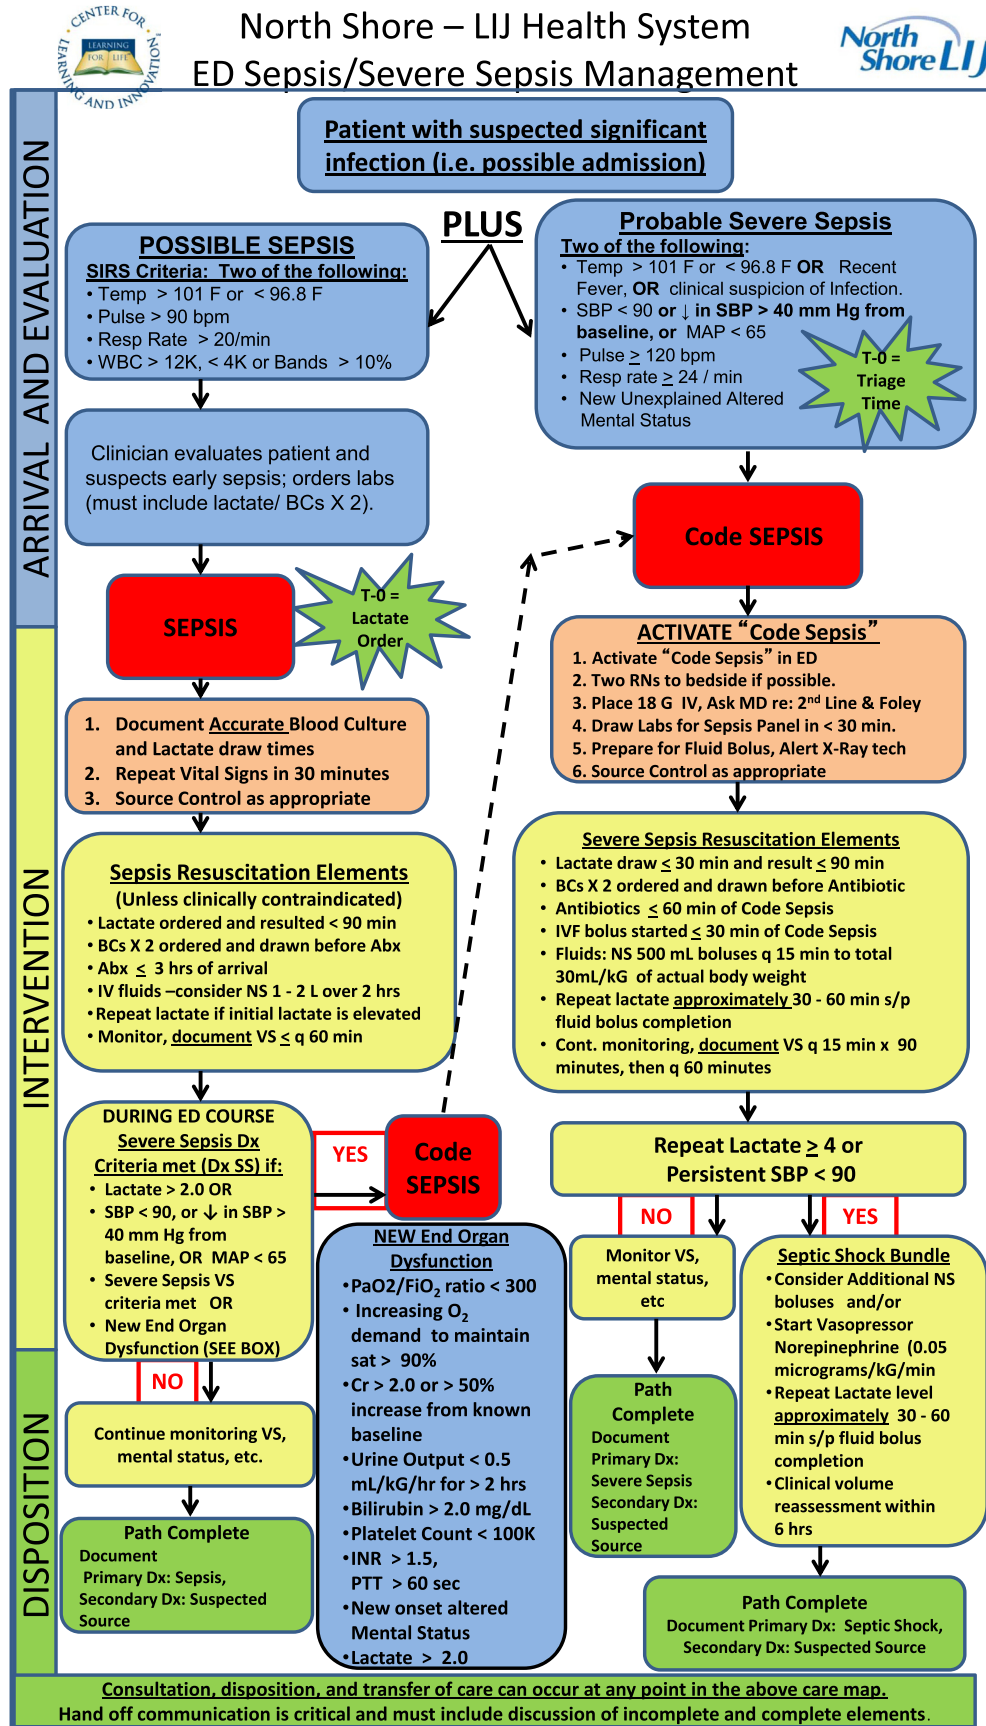 CENTER FOR
LEARNING AND INNOVATION
LEARNING
FOR LIFE
North Shore – LIJ Health System
ED Sepsis/Severe Sepsis Management
North
Shore LIJ
ARRIVAL AND EVALUATION
Patient with suspected significant
infection (i.e. possible admission)
PLUS
POSSIBLE SEPSIS
SIRS Criteria: Two of the following:
• Temp > 101 F or < 96.8 F
• Pulse > 90 bpm
• Resp Rate > 20/min
• WBC > 12K, < 4K or Bands > 10%
Probable Severe Sepsis
Two of the following:
• Temp > 101 F or < 96.8 F OR Recent
Fever, OR clinical suspicion of Infection.
• SBP < 90 or ↓ in SBP > 40 mm Hg from
baseline, or MAP < 65
• Pulse ≥ 120 bpm
• Resp rate ≥ 24 / min
• New Unexplained Altered
Mental Status
T-0 =
Triage
Time
Clinician evaluates patient and
suspects early sepsis; orders labs
(must include lactate/ BCs X 2).
Code SEPSIS
SEPSIS
T-0 =
Lactate
Order
INTERVENTION
ACTIVATE “Code Sepsis”
1. Activate “Code Sepsis” in ED
2. Two RNs to bedside if possible.
3. Place 18 G IV, Ask MD re: 2nd Line & Foley
4. Draw Labs for Sepsis Panel in < 30 min.
5. Prepare for Fluid Bolus, Alert X-Ray tech
6. Source Control as appropriate
1. Document Accurate Blood Culture
and Lactate draw times
2. Repeat Vital Signs in 30 minutes
3. Source Control as appropriate
Sepsis Resuscitation Elements
(Unless clinically contraindicated)
• Lactate ordered and resulted < 90 min
• BCs X 2 ordered and drawn before Abx
• Abx ≤ 3 hrs of arrival
• IV fluids –consider NS 1 - 2 L over 2 hrs
• Repeat lactate if initial lactate is elevated
• Monitor, document VS ≤ q 60 min
Severe Sepsis Resuscitation Elements
• Lactate draw ≤ 30 min and result ≤ 90 min
• BCs X 2 ordered and drawn before Antibiotic
• Antibiotics ≤ 60 min of Code Sepsis
• IVF bolus started ≤ 30 min of Code Sepsis
• Fluids: NS 500 mL boluses q 15 min to total
30mL/kG of actual body weight
• Repeat lactate approximately 30 - 60 min s/p
fluid bolus completion
• Cont. monitoring, document VS q 15 min x 90
minutes, then q 60 minutes
DURING ED COURSE
Severe Sepsis Dx
Criteria met (Dx SS) if:
• Lactate > 2.0 OR
• SBP < 90, or ↓ in SBP >
40 mm Hg from
baseline, OR MAP < 65
• Severe Sepsis VS
criteria met OR
• New End Organ
Dysfunction (SEE BOX)
YES
Code
SEPSIS
Repeat Lactate ≥ 4 or
Persistent SBP < 90
NO
YES
NEW End Organ
Dysfunction
• PaO2/FiO2 ratio < 300
• Increasing O2
demand to maintain
sat > 90%
• Cr > 2.0 or > 50%
increase from known
baseline
• Urine Output < 0.5
mL/kG/hr for > 2 hrs
• Bilirubin > 2.0 mg/dL
• Platelet Count < 100K
• INR > 1.5,
PTT > 60 sec
• New onset altered
Mental Status
• Lactate > 2.0
Monitor VS,
mental status,
etc
Septic Shock Bundle
• Consider Additional NS
boluses and/or
• Start Vasopressor
Norepinephrine (0.05
micrograms/kG/min
• Repeat Lactate level
approximately 30 - 60
min s/p fluid bolus
completion
• Clinical volume
reassessment within
6 hrs
DISPOSITION
NO
Continue monitoring VS,
mental status, etc.
Path Complete
Document
Primary Dx: Sepsis,
Secondary Dx: Suspected
Source
Path
Complete
Document
Primary Dx:
Severe Sepsis
Secondary Dx:
Suspected
Source
Path Complete
Document Primary Dx: Septic Shock,
Secondary Dx: Suspected Source
Consultation, disposition, and transfer of care can occur at any point in the above care map.
Hand off communication is critical and must include discussion of incomplete and complete elements.